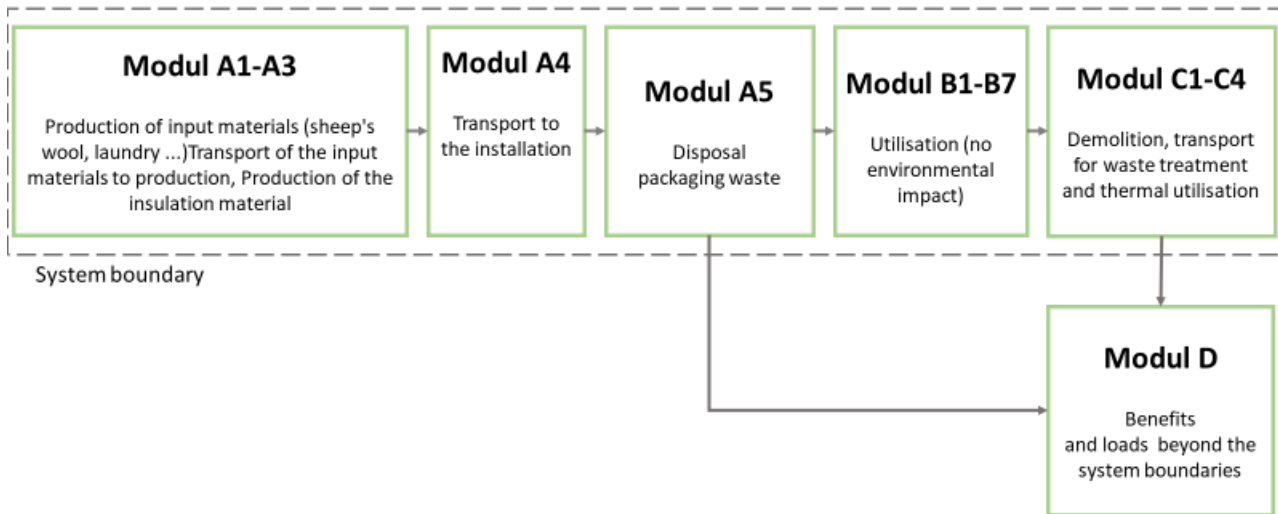 Modul A1-A3
Production of input materials (sheep's
wool, laundry ...)Transport of the input
materials to production, Production of the
insulation material
Modul A4
Transport to
the installation
Modul A5
Disposal
packaging waste
Modul B1-B7
Utilisation (no
environmental
impact)
Modul C1-C4
Demolition, transport
for waste treatment
and thermal utilisation
System boundary
Modul D
Benefits
and loads beyond the
system boundaries